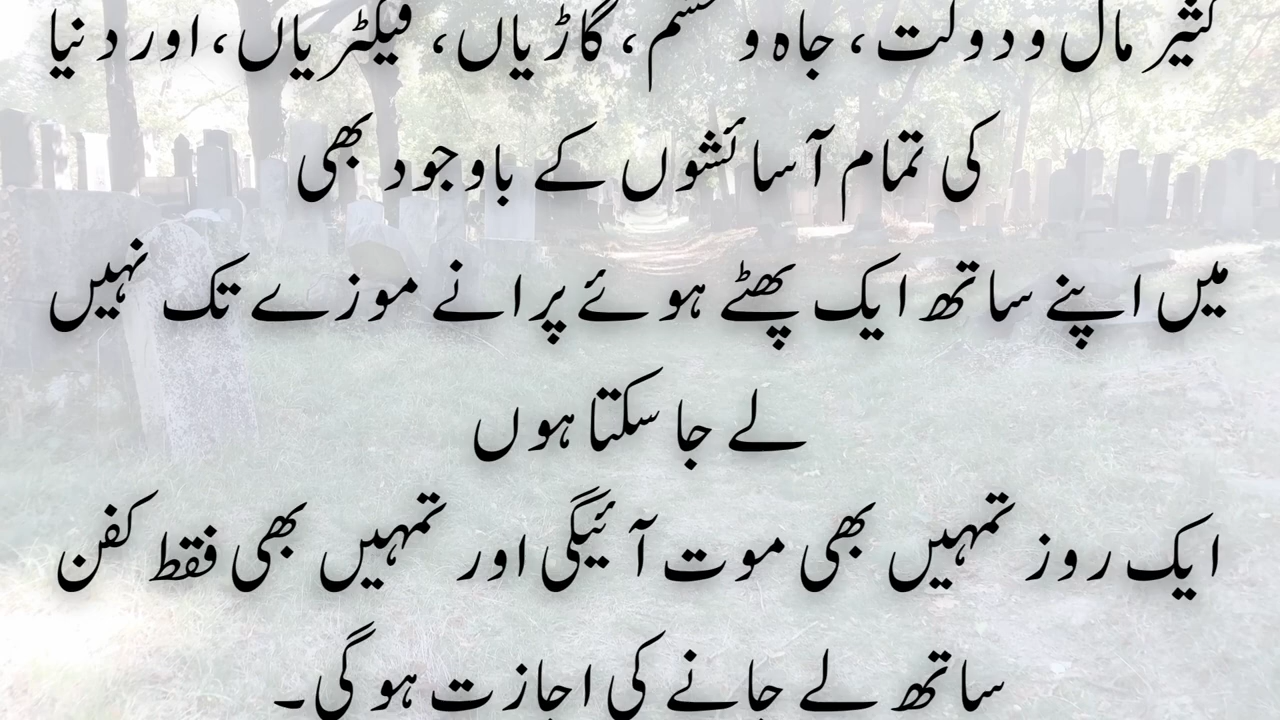 کثیر مال و دولت، جاہ و حشم، گاڑیاں، فیکٹریاں، اور دنیا
کی تمام آسائشوں کے باوجود بھی
میں اپنے ساتھ ایک پھٹے ہوئے پرانے موزے تک نہیں
لے جا سکتا ہوں
ایک روز تمہیں بھی موت آئیگی اور تمہیں بھی فقط کفن
ساتھ لے جانے کی اجازت ہو گی۔